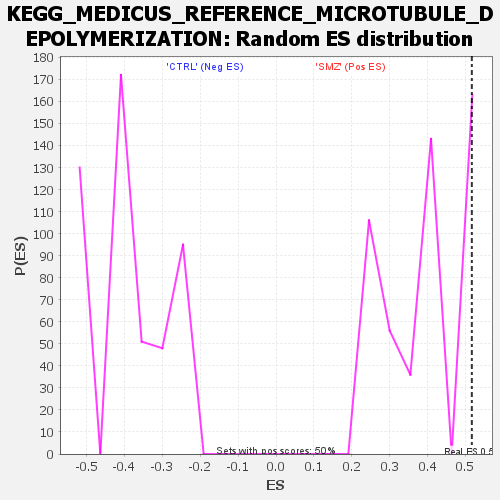 KEGG_MEDICUS_REFERENCE_MICROTUBULE_D
EPOLYMERIZATION: Random ES distribution
'CTRL' (Neg ES) 'SMZ' (Pos ES)
180
170
160
150
140
130
120
110
100
90
80
70
60
50
40
30
20
10
0
P(ES)
Sets with pos scores: 50%
Real ES 0.5
-0.5 -0.4 -0.3 -0.2 -0.1 0.0 0.1 0.2 0.3 0.4 0.5
ES